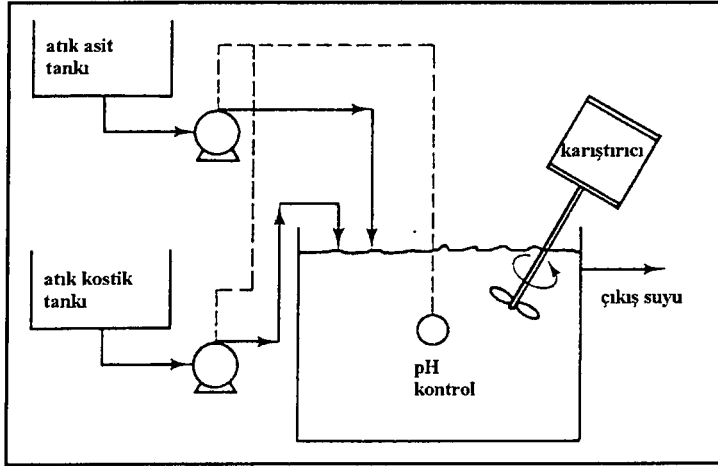 atık asit
tankı
karıştırıcı
atık kostik
tankı
çıkış suyu
pH
kontrol